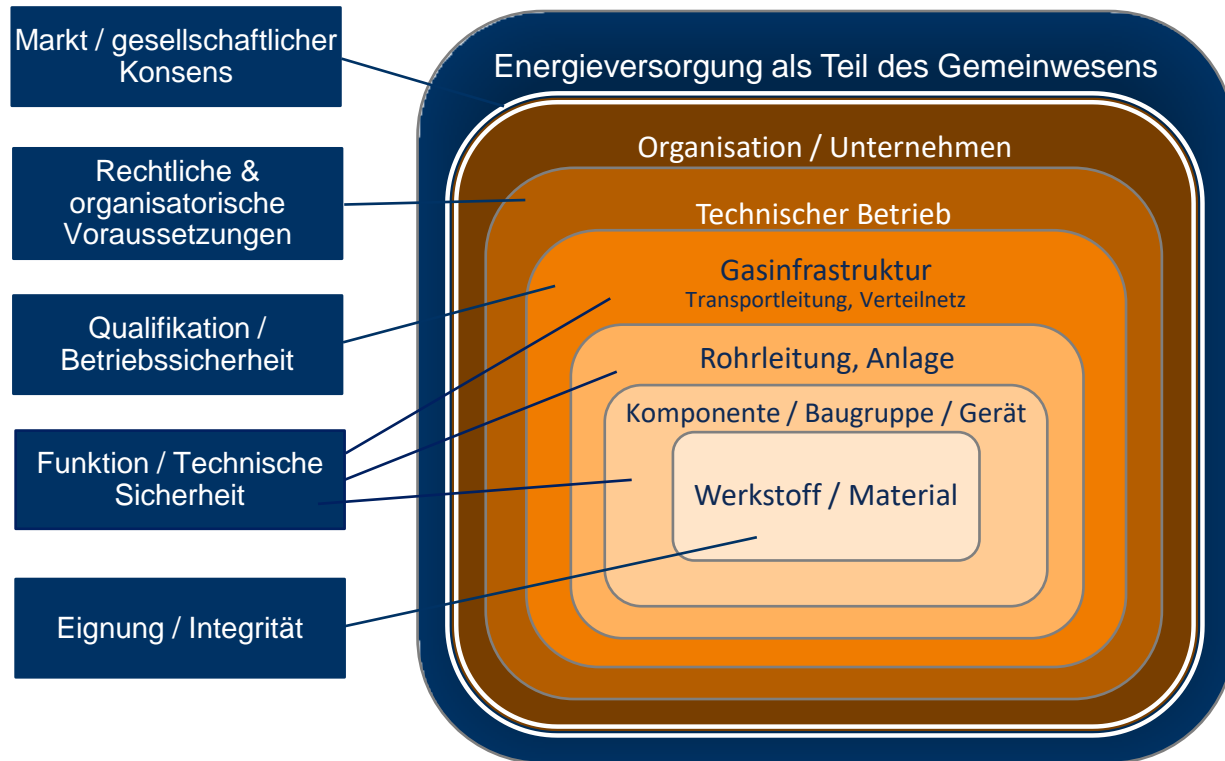 Markt / gesellschaftlicher
Konsens
Rechtliche &
organisatorische
Voraussetzungen
Qualifikation /
Betriebssicherheit
Funktion / Technische
Sicherheit
Eignung / Integrität
Energieversorgung als Teil des Gemeinwesens
Organisation / Unternehmen
Technischer Betrieb
Gasinfrastruktur
Transportleitung, Verteilnetz
Rohrleitung, Anlage
Komponente / Baugruppe / Gerät
Werkstoff / Material